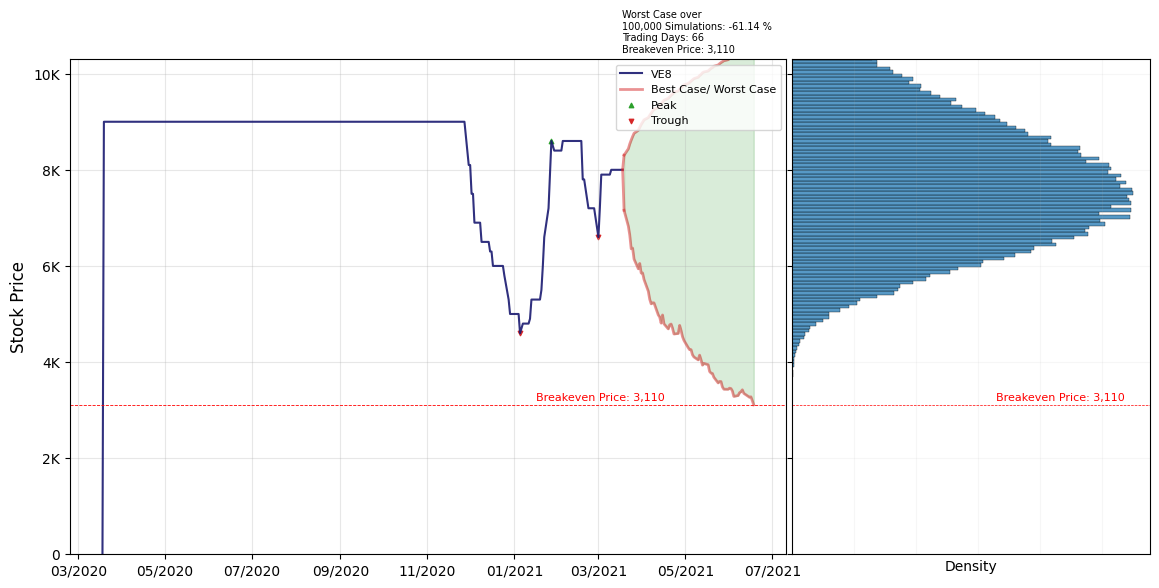 Worst Case over
100,000 Simulations: -61.14 %
Trading Days: 66
Breakeven Price: 3,110
VE8
Best Case/ Worst Case
Peak
Trough
10K
8K
6K
4K
2K
0
Stock Price
Breakeven Price: 3,110
Breakeven Price: 3,110
03/2020 05/2020 07/2020 09/2020 11/2020 01/2021 03/2021 05/2021 07/2021
Density